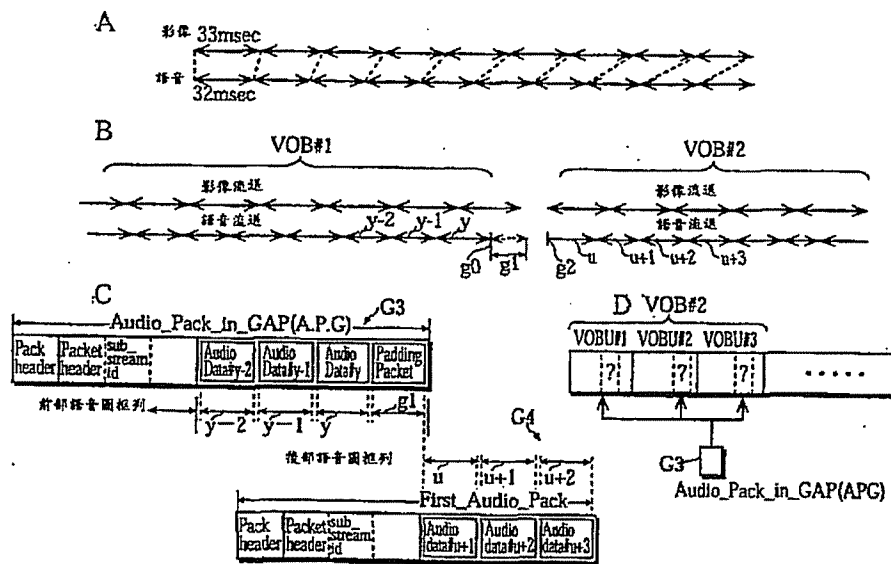 A
影像 33msec
語音
32msec
B
VOB#1
VOB#2
影像流送
影像流送
語音流送
語音流送
y-2
y-1
y
g0
g1
g2
u
u+1
u+2
u+3
C
G3
D
VOB#2
Audio_Pack_in_GAP(A.P.G)
VOBU#1
VOBU#2
VOBU#3
Pack header
Packet header
sub_stream id
Audio Data y-2
Audio Data y-1
Audio Data y
Padding Packet
?
?
?
.....
前部語音圖框列
y-2
y-1
y
g1
G4
後部語音圖框列
u
u+1
u+2
G3
Audio_Pack_in_GAP(APG)
First_Audio_Pack
Pack header
Packet header
sub_stream id
Audio data u+1
Audio data u+2
Audio data u+3